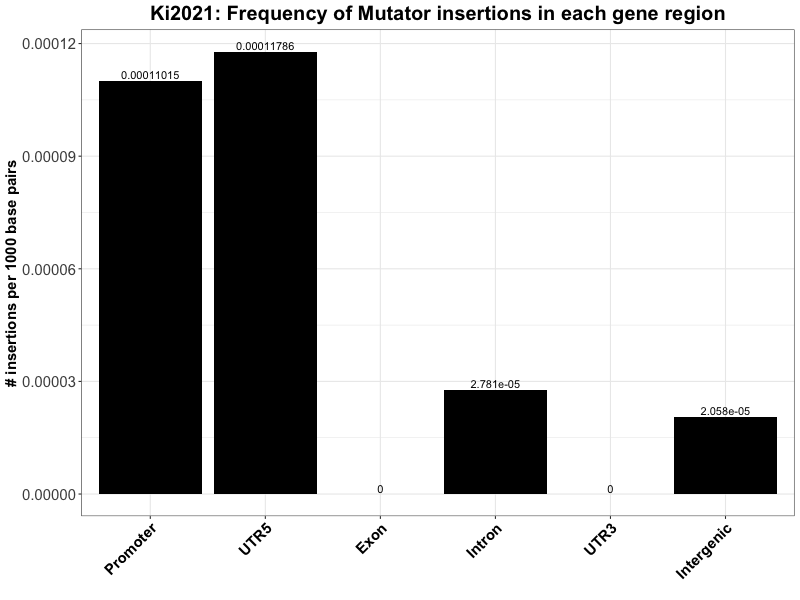 Ki2021: Frequency of Mutator insertions in each gene region
# insertions per 1000 base pairs
0.00012
0.00009
0.00006
0.00003
0.00000
0.00011015
0.00011786
0
2.781e-05
0
2.058e-05
Promoter
UTR5
Exon
Intron
UTR3
Intergenic